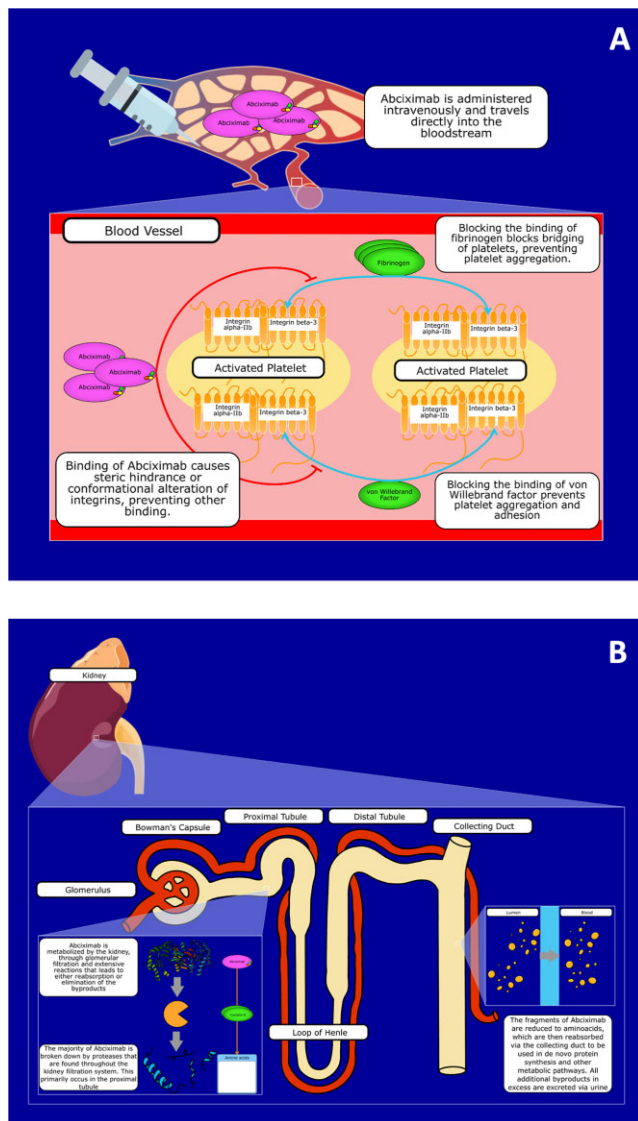 A
Abciximab
Abciximab
Abciximab
Abciximab is administered
intravenously and travels
directly into the
bloodstream
Blood Vessel
Blocking the binding of
fibrinogen blocks bridging
of platelets, preventing
platelet aggregation.
Fibrinogen
Integrin
alpha-IIb
Integrin beta-3
Integrin
alpha-IIb
Integrin beta-3
Abciximab
Abciximab
Abciximab
Activated Platelet
Activated Platelet
Integrin
alpha-IIb
Integrin beta-3
Integrin
alpha-IIb
Integrin beta-3
Binding of Abciximab causes
steric hindrance or
conformational alteration of
integrins, preventing other
binding.
von Willebrand
Factor
Blocking the binding of von
Willebrand factor prevents
platelet aggregation and
adhesion
B
Kidney
Bowman's Capsule
Proximal Tubule
Distal Tubule
Collecting Duct
Glomerulus
Lumen
Blood
Abciximab is
metabolized by the kidney,
through glomerular
filtration and extensive
reactions that leads to
either reabsorption or
elimination of the
byproducts
Loop of Henle
The majority of Abciximab is
broken down by proteases that
are found throughout the
kidney filtration system. This
primarily occurs in the proximal
tubule
Amino acids
The fragments of Abciximab
are reduced to aminoacids,
which are then reabsorbed
via the collecting duct to be
used in de novo protein
synthesis and other
metabolic pathways. All
additional byproducts in
excess are excreted via urine